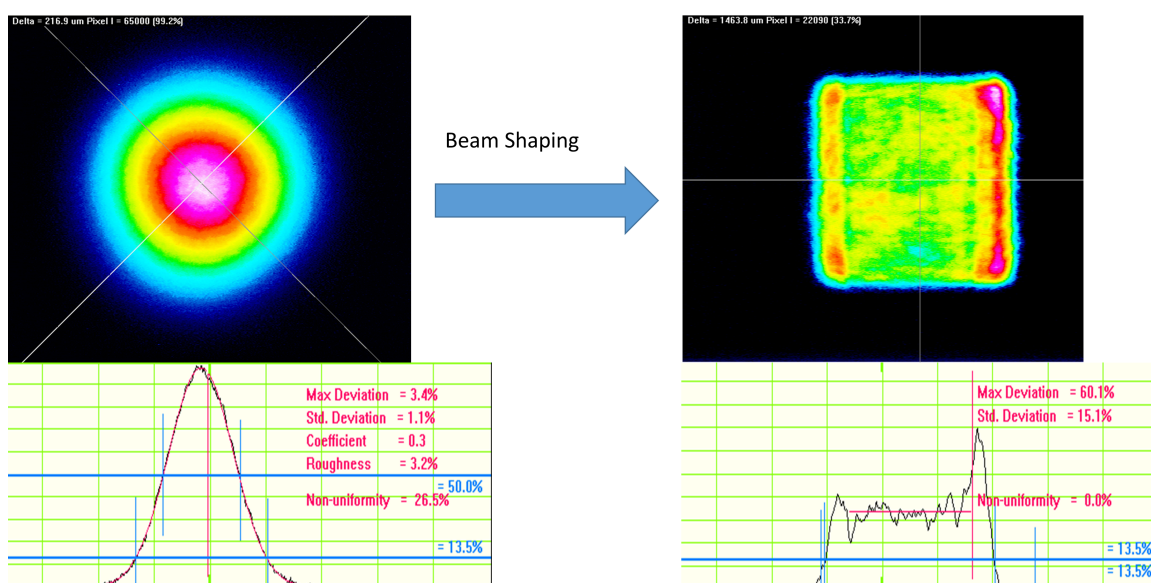 Delta = 216.9 um Pixel I = 65000 (99.2%)
Delta = 1463.8 um Pixel I = 22090 (33.7%)
Beam Shaping
Max Deviation = 3.4%
Std. Deviation = 1.1%
Coefficient = 0.3
Roughness = 3.2%
= 50.0%
Non-uniformity = 26.5%
= 13.5%
Max Deviation = 60.1%
Std. Deviation = 15.1%
Non-uniformity = 0.0%
= 13.5%
= 13.5%